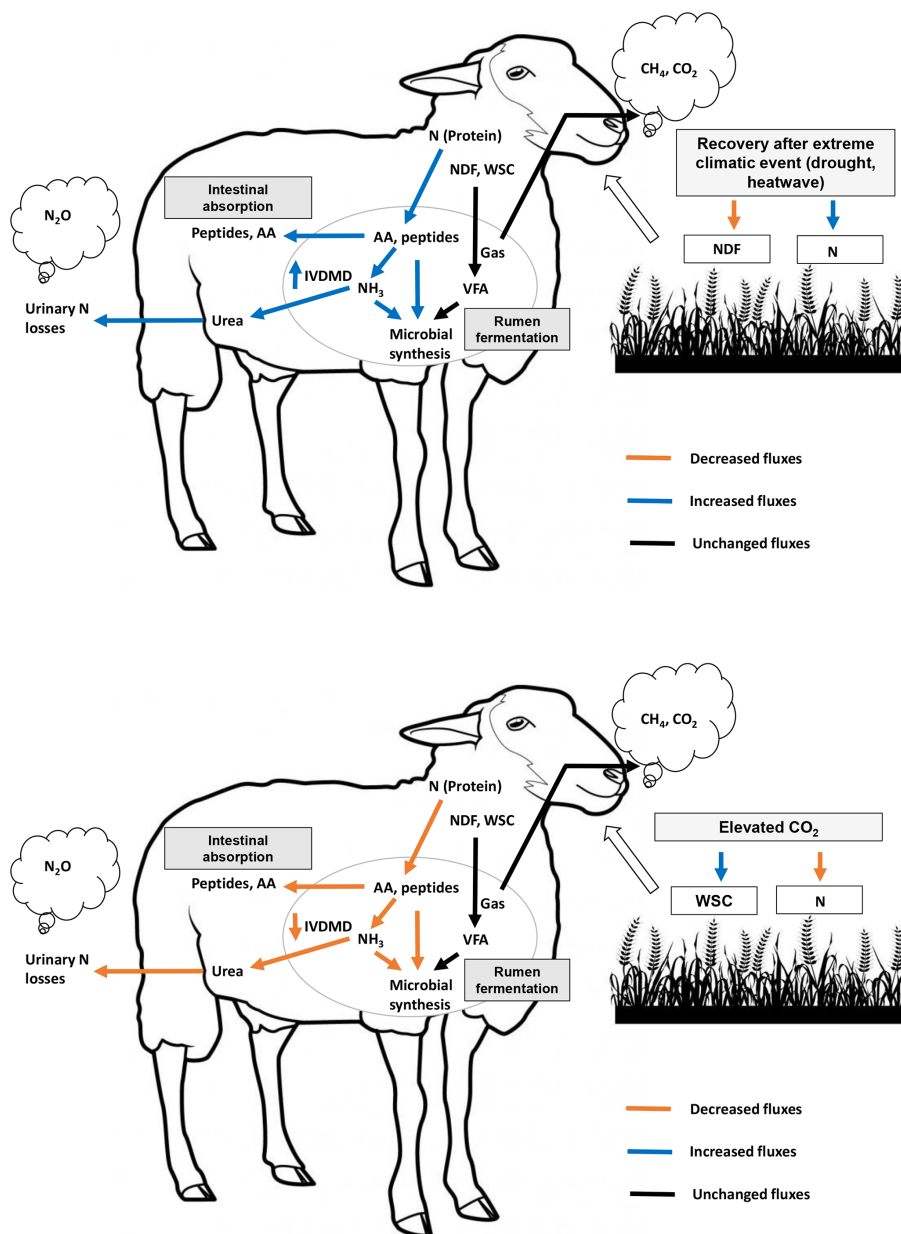 CH₄, CO₂
N (Protein)
Recovery after extreme
climatic event (drought,
heatwave)
NDF, WSC
Intestinal
absorption
N₂O
Peptides, AA
AA, peptides
Gas
NDF
N
IVDMD
NH₃
VFA
Urinary N
losses
Urea
Microbial
synthesis
Rumen
fermentation
Decreased fluxes
Increased fluxes
Unchanged fluxes
CH₄, CO₂
N (Protein)
NDF, WSC
Elevated CO₂
Intestinal
absorption
N₂O
Peptides, AA
AA, peptides
Gas
WSC
N
IVDMD
NH₃
VFA
Urinary N
losses
Urea
Microbial
synthesis
Rumen
fermentation
Decreased fluxes
Increased fluxes
Unchanged fluxes